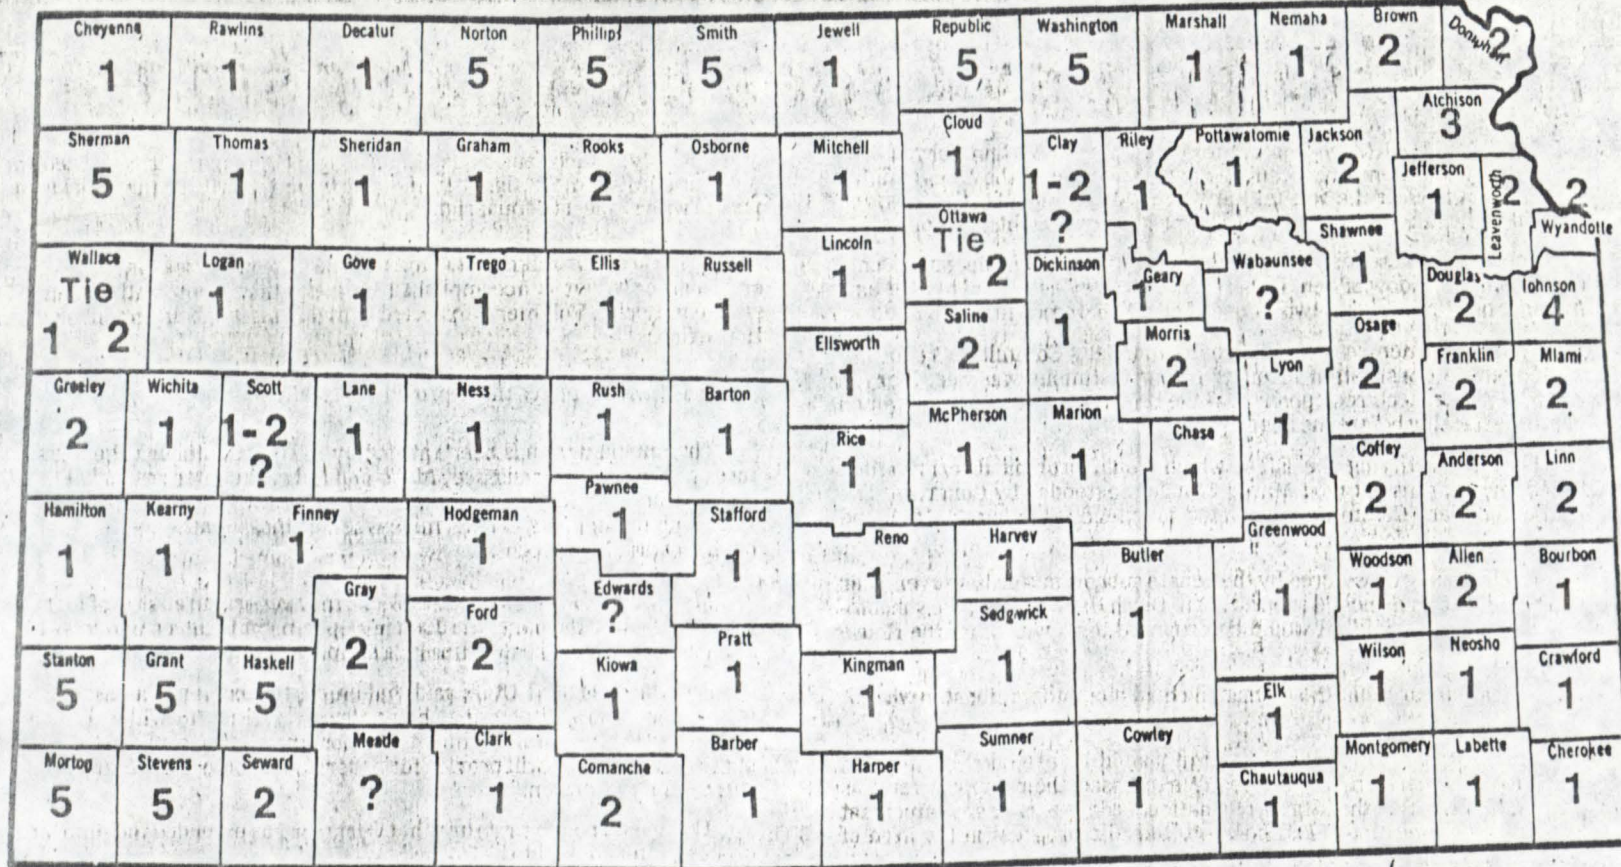 Cheyenne Rawlins Decatur Norton Phillips Smith Jewell Republic Washington Marshall Nemaha Brown Doniphan
1 1 1 5 5 5 1 5 5 1 1 2 2
Sherman Thomas Sheridan Graham Rooks Osborne Mitchell Cloud Clay Riley Pottawatomie Jackson Atchison
5 1 1 1 2 1 1 1 1-2 ? 1 1 2 3
Jefferson Leavenworth Wyandotte
1 2 2
Wallace Logan Gove Trego Ellis Russell Lincoln Ottawa Dickinson Geary Wabaunsee Shawnee Douglas Johnson
Tie 1 2 1 1 1 1 1 1 Tie 1 2 1 1 ? 1 2 4
Ellsworth Saline Morris Lyon Osage Franklin Miami
1 2 2 1 2 2 2
Greeley Wichita Scott Lane Ness Rush Barton Rice McPherson Marion Chase Coffey Anderson Linn
2 1 1-2 ? 1 1 1 1 1 1 1 1 2 2 2
Hamilton Kearny Finney Hodgeman Pawnee Stafford Reno Harvey Butler Greenwood Woodson Allen Bourbon
1 1 1 1 1 1 1 1 1 1 1 2 1
Gray Ford Edwards Sedgwick
2 2 ? 1
Stanton Grant Haskell Kiowa Pratt Kingman Elk Wilson Neosho Crawford
5 5 5 1 1 1 1 1 1 1
Morton Stevens Seward Meade Clark Comanche Barber Harper Sumner Cowley Chautauqua Montgomery Labette Cherokee
5 5 2 ? 1 2 1 1 1 1 1 1 1 1